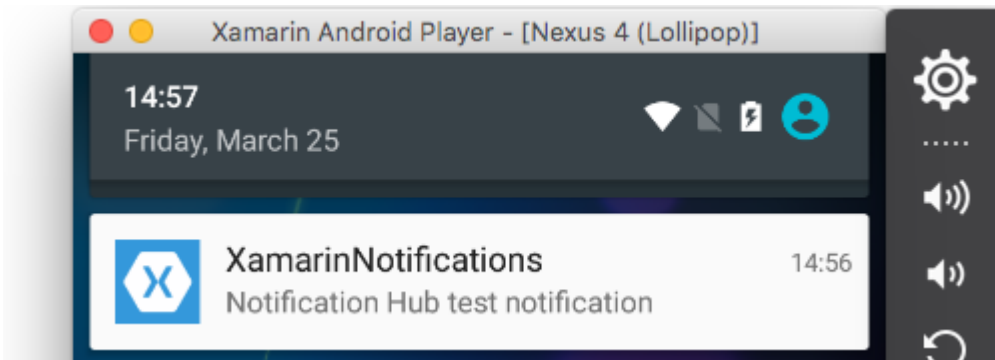 Xamarin Android Player - [Nexus 4 (Lollipop)]
14:57
Friday, March 25
XamarinNotifications 14:56
Notification Hub test notification